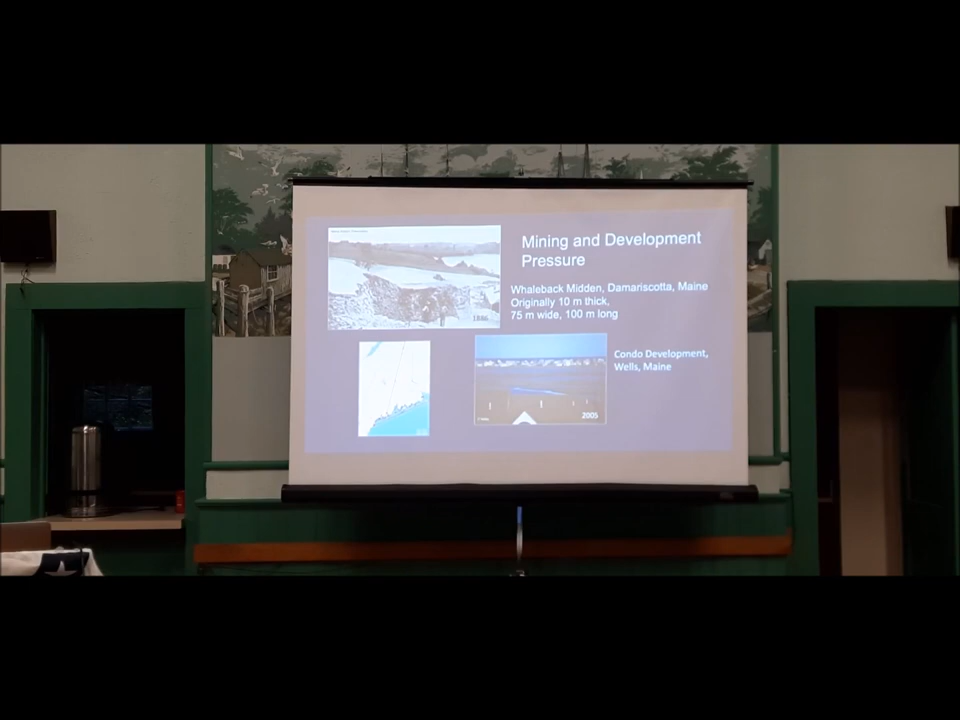 Mining and Development
Pressure
Whaleback Midden, Damariscotta, Maine
Originally 10 m thick,
75 m wide, 100 m long
1886
Condo Development,
Wells, Maine
2005